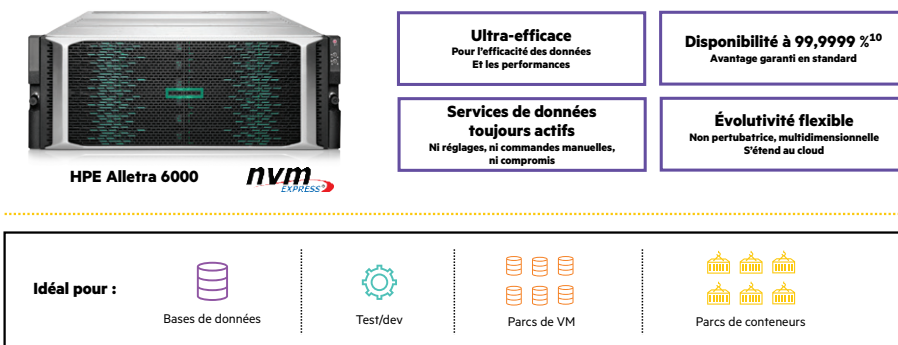 Ultra-efficace
Pour l'efficacité des données
Et les performances
Disponibilité à 99,9999 %10
Avantage garanti en standard
Services de données
toujours actifs
Ni réglages, ni commandes manuelles,
ni compromis
Évolutivité flexible
Non pertubatrice, multidimensionnelle
S'étend au cloud
HPE Alletra 6000
nvm
EXPRESS®
Idéal pour :
Bases de données
Test/dev
Parcs de VM
Parcs de conteneurs